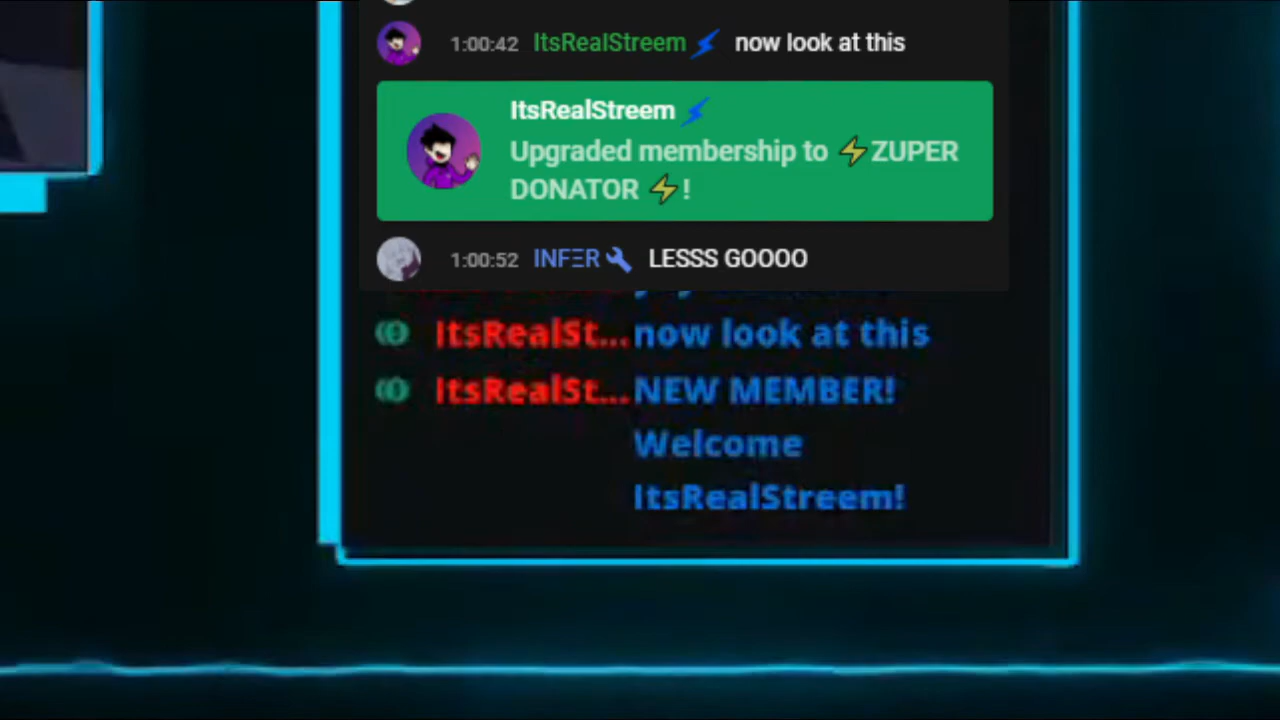 1:00:42 ItsRealStreem now look at this
ItsRealStreem
Upgraded membership to ⚡ZUPER
DONATOR ⚡!
1:00:52 INFΞR LESSS GOOOO
ItsRealSt... now look at this
ItsRealSt... NEW MEMBER!
Welcome
ItsRealStreem!